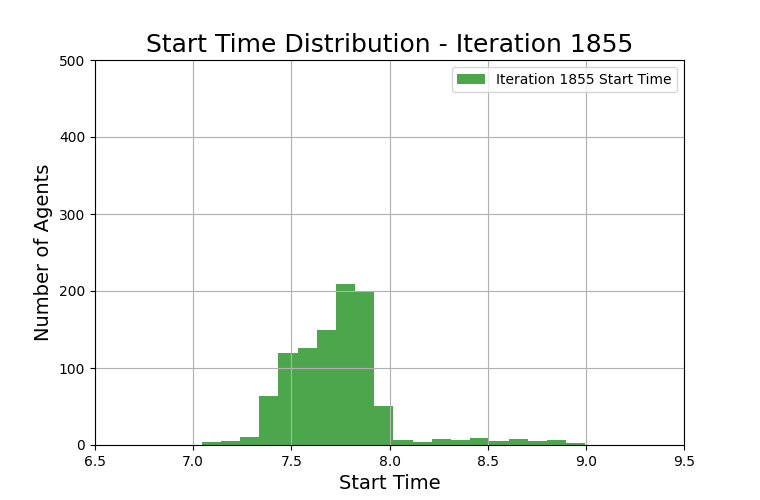 Start Time Distribution - Iteration 1855
Iteration 1855 Start Time
Number of Agents
500
400
300
200
100
0
6.5 7.0 7.5 8.0 8.5 9.0 9.5
Start Time